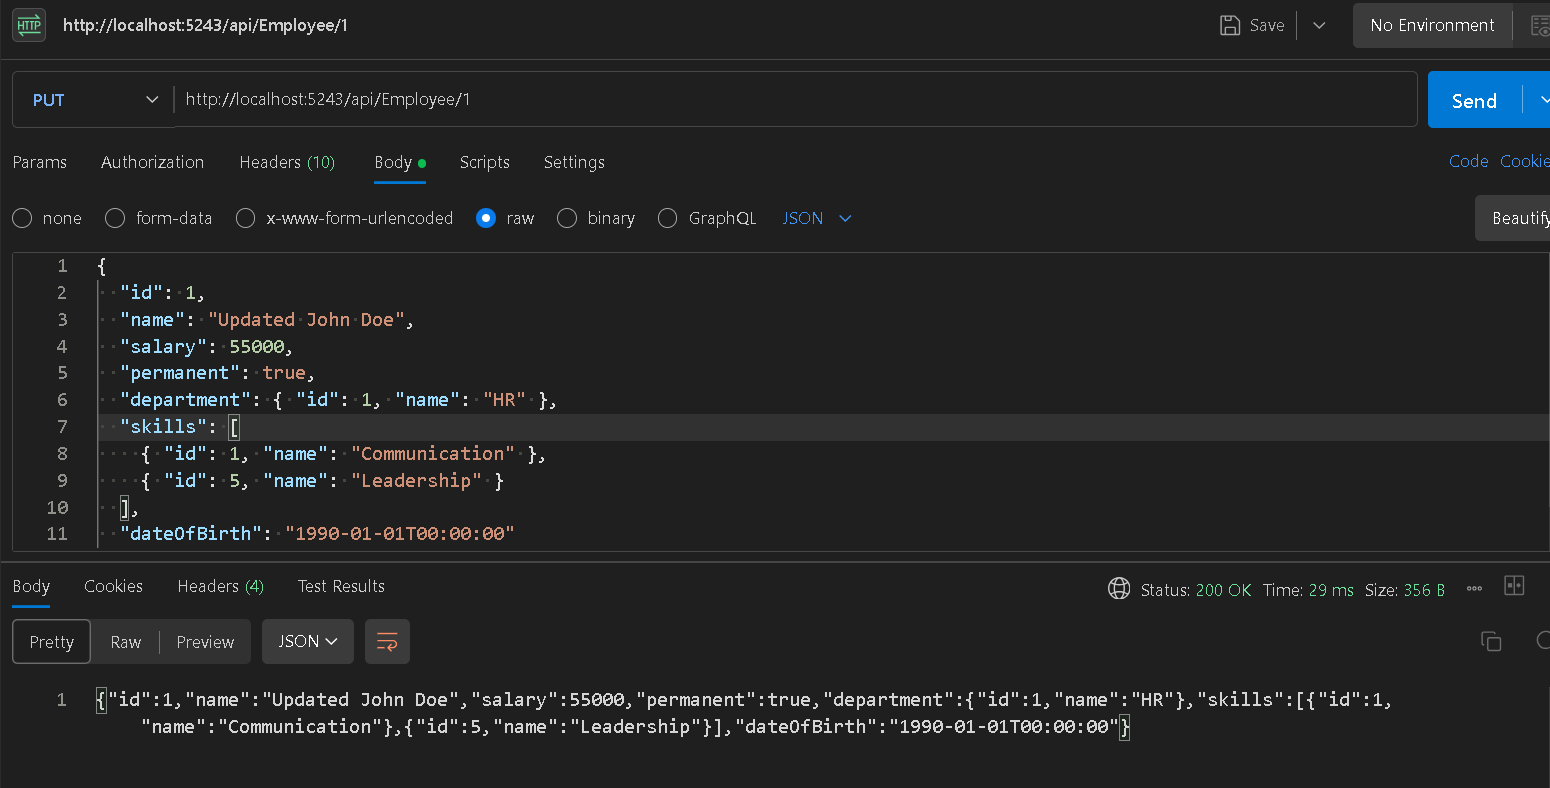 HTTP http://localhost:5243/api/Employee/1 Save No Environment
PUT http://localhost:5243/api/Employee/1 Send
Params Authorization Headers (10) Body Scripts Settings Code Cookie
none form-data x-www-form-urlencoded raw binary GraphQL JSON Beautify
1 {
2 "id": 1,
3 "name": "Updated John Doe",
4 "salary": 55000,
5 "permanent": true,
6 "department": { "id": 1, "name": "HR" },
7 "skills": [
8 { "id": 1, "name": "Communication" },
9 { "id": 5, "name": "Leadership" }
10 ],
11 "dateOfBirth": "1990-01-01T00:00:00"
Body Cookies Headers (4) Test Results Status: 200 OK Time: 29 ms Size: 356 B
Pretty Raw Preview JSON
1 {"id":1,"name":"Updated John Doe","salary":55000,"permanent":true,"department":{"id":1,"name":"HR"},"skills":[{"id":1,
"name":"Communication"},{"id":5,"name":"Leadership"}],"dateOfBirth":"1990-01-01T00:00:00"}